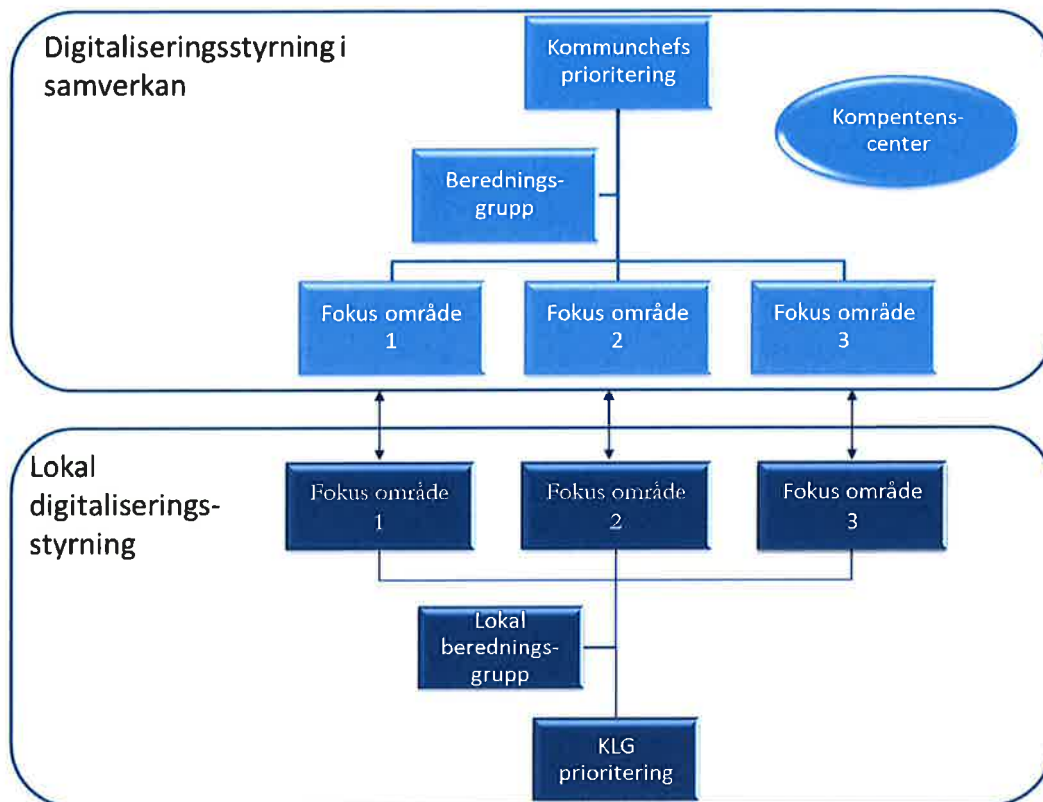 Digitaliseringsstyrning i
samverkan
Kommunchefs
prioritering
Kompentens-
center
Berednings-
grupp
Fokus område
1
Fokus område
2
Fokus område
3
Lokal
digitaliserings-
styrning
Fokus område
1
Fokus område
2
Fokus område
3
Lokal
berednings-
grupp
KLG
prioritering